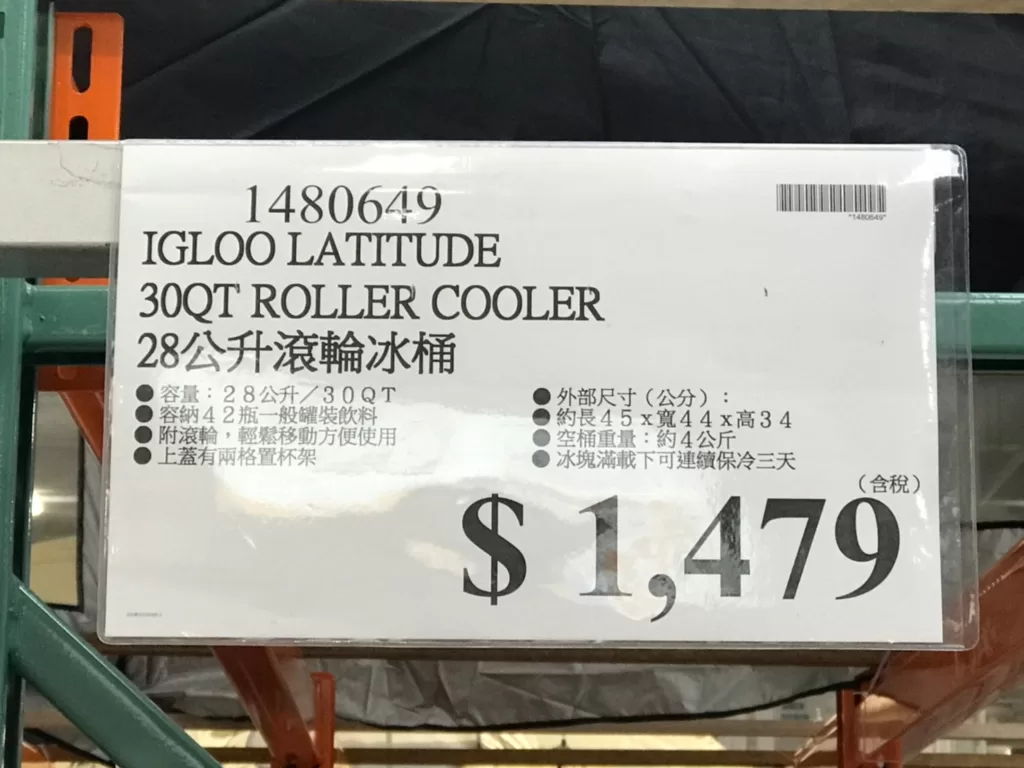 1480649
*1480649*
IGLOO LATITUDE
30QT ROLLER COOLER
28公升滾輪冰桶
●容量：28公升／30QT
●容納42瓶一般罐裝飲料
●附滾輪，輕鬆移動方便使用
●上蓋有兩格置杯架
●外部尺寸（公分）：
●約長45x寬44x高34
●空桶重量：約4公斤
●冰塊滿載下可連續保冷三天
（含稅）
$1,479